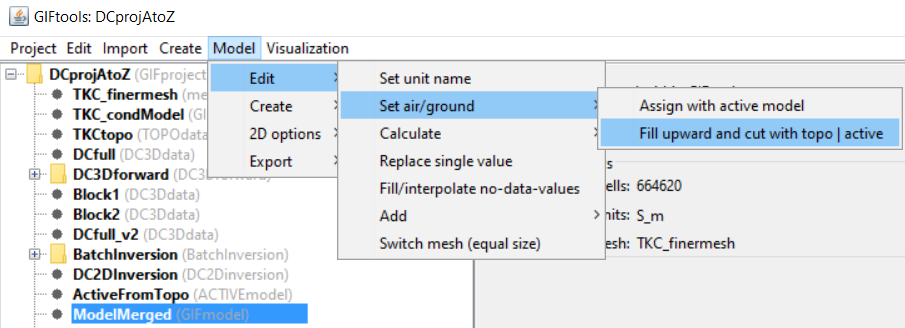 GIFtools: DCprojAtoZ
Project Edit Import Create Model Visualization
DCprojAtoZ (GIFproject
TKC_finermesh (me
TKC_condModel (G
TKCtopo (TOPOdata
DCfull (DC3Ddata)
DC3Dforward (DC3D
Block1 (DC3Ddata)
Block2 (DC3Ddata)
DCfull_v2 (DC3Ddata)
BatchInversion (BatchInversion)
DC2DInversion (DC2Dinversion)
ActiveFromTopo (ACTIVEmodel)
ModelMerged (GIFmodel)
Edit
Create
2D options
Export
Set unit name
Set air/ground
Calculate
Replace single value
Fill/interpolate no-data-values
Add
Switch mesh (equal size)
Assign with active model
Fill upward and cut with topo | active
s
ells: 664620
nits: S_m
esh: TKC_finermesh